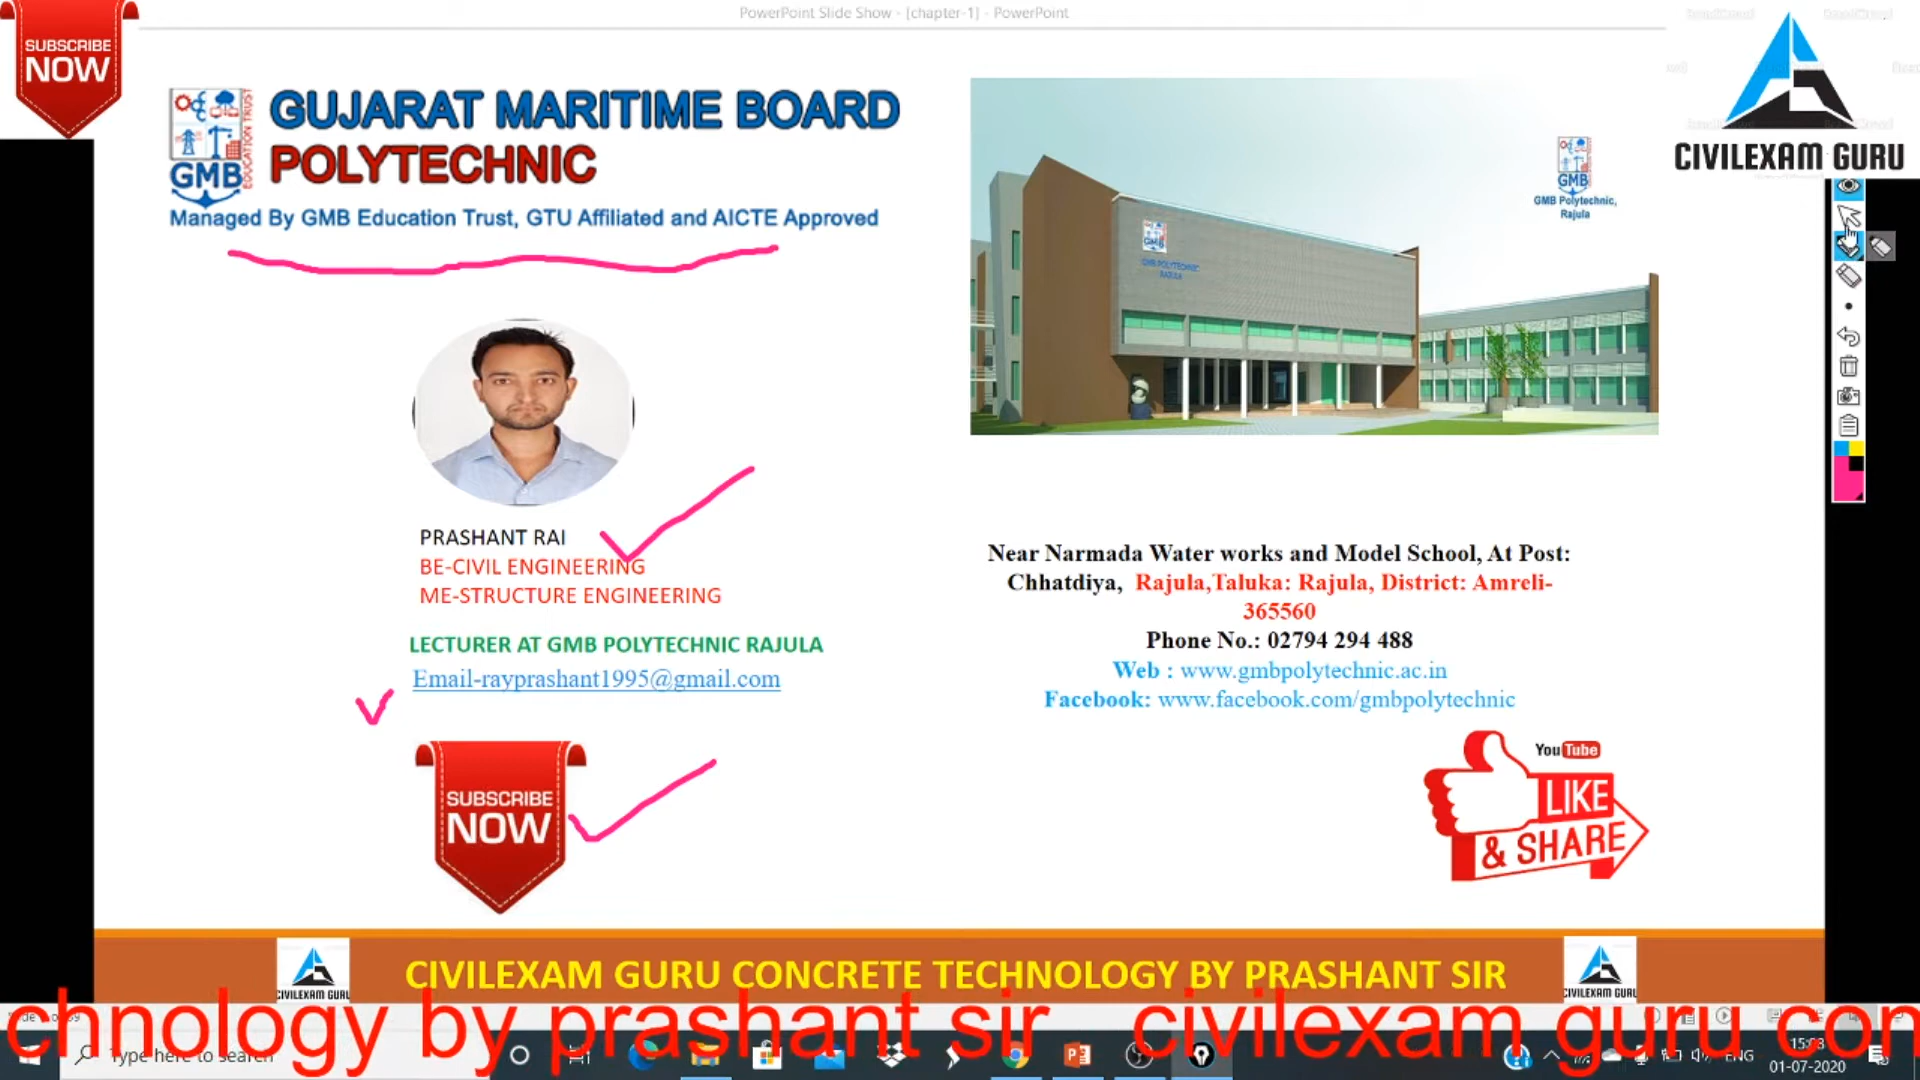 PowerPoint Slide Show - [chapter-1] - PowerPoint
SUBSCRIBE
NOW
GUJARAT MARITIME BOARD
POLYTECHNIC
GMB
EDUCATION TRUST
Managed By GMB Education Trust, GTU Affiliated and AICTE Approved
CIVILEXAM GURU
GMB
GMB Polytechnic,
Rajula
GMB POLYTECHNIC
RAJULA
PRASHANT RAI
BE-CIVIL ENGINEERING
ME-STRUCTURE ENGINEERING
LECTURER AT GMB POLYTECHNIC RAJULA
Email-rayprashant1995@gmail.com
SUBSCRIBE
NOW
Near Narmada Water works and Model School, At Post:
Chhatdiya, Rajula,Taluka: Rajula, District: Amreli-
365560
Phone No.: 02794 294 488
Web : www.gmbpolytechnic.ac.in
Facebook: www.facebook.com/gmbpolytechnic
YouTube
LIKE
& SHARE
CIVILEXAM GURU
CIVILEXAM GURU CONCRETE TECHNOLOGY BY PRASHANT SIR
CIVILEXAM GURU
chnology by prashant sir civilexam guru con
Type here to search
ENG
01-07-2020